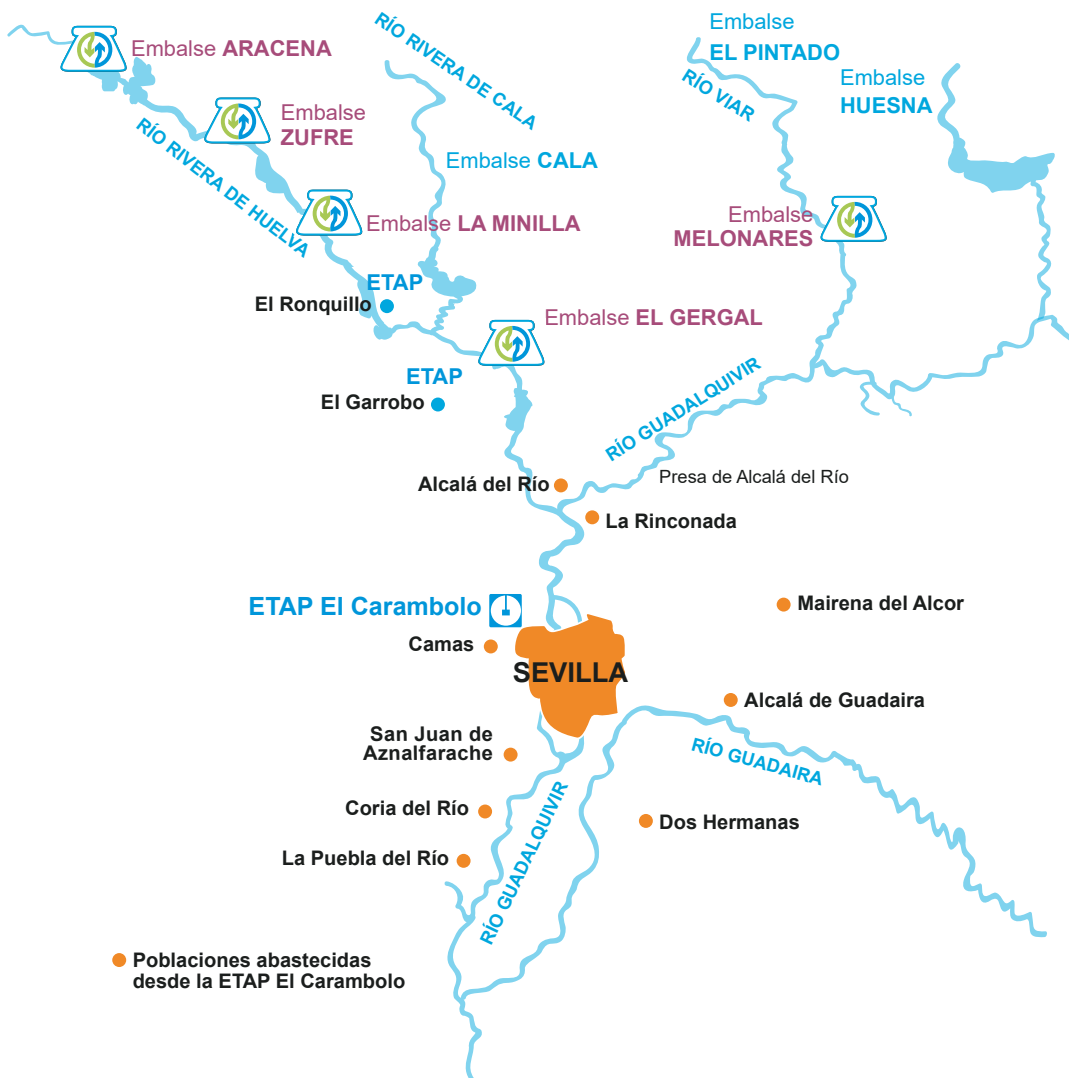 Embalse ARACENA
Embalse
ZUFRE
RÍO RIVERA DE HUELVA
Embalse LA MINILLA
RÍO RIVERA DE CALA
Embalse CALA
Embalse
EL PINTADO
RÍO VIAR
Embalse
HUESNA
Embalse
MELONARES
ETAP
El Ronquillo
Embalse EL GERGAL
ETAP
El Garrobo
RÍO GUADALQUIVIR
Alcalá del Río
Presa de Alcalá del Río
La Rinconada
ETAP El Carambolo
Mairena del Alcor
Camas
SEVILLA
Alcalá de Guadaira
San Juan de
Aznalfarache
RÍO GUADAIRA
Coria del Río
Dos Hermanas
La Puebla del Río
RÍO GUADALQUIVIR
Poblaciones abastecidas
desde la ETAP El Carambolo